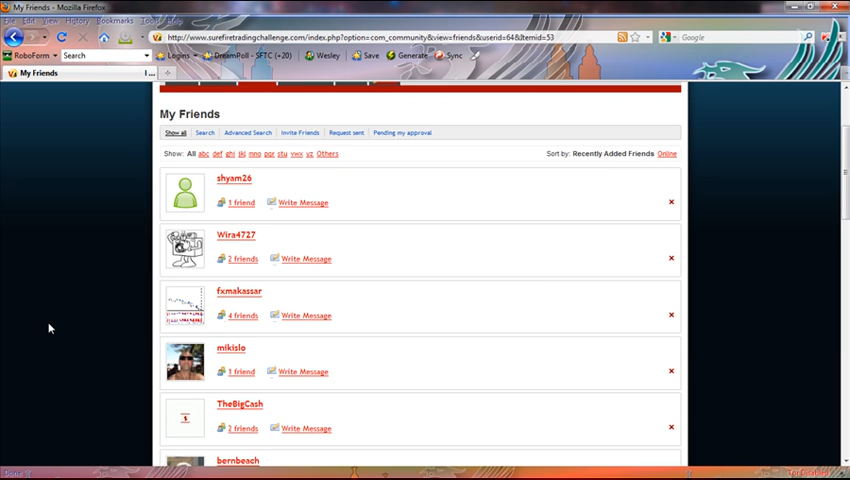 My Friends - Mozilla Firefox
File Edit View History Bookmarks Tools Help
http://www.surefiretradingchallenge.com/index.php?option=com_community&view=friends&userid=64&Itemid=53
Google
RoboForm Search Logins DreamPoll - SFTC (+20) Wesley Save Generate Sync
My Friends
My Friends
Show all Search Advanced Search Invite Friends Request sent Pending my approval
Show: All abc def ghi jkl mno pqr stu vwx yz Others Sort by: Recently Added Friends Online
shyam26
1 friend Write Message
Wira4727
2 friends Write Message
fxmakassar
4 friends Write Message
mikislo
1 friend Write Message
TheBigCash
$
2 friends Write Message
bernbeach
Done
Tor Disabled